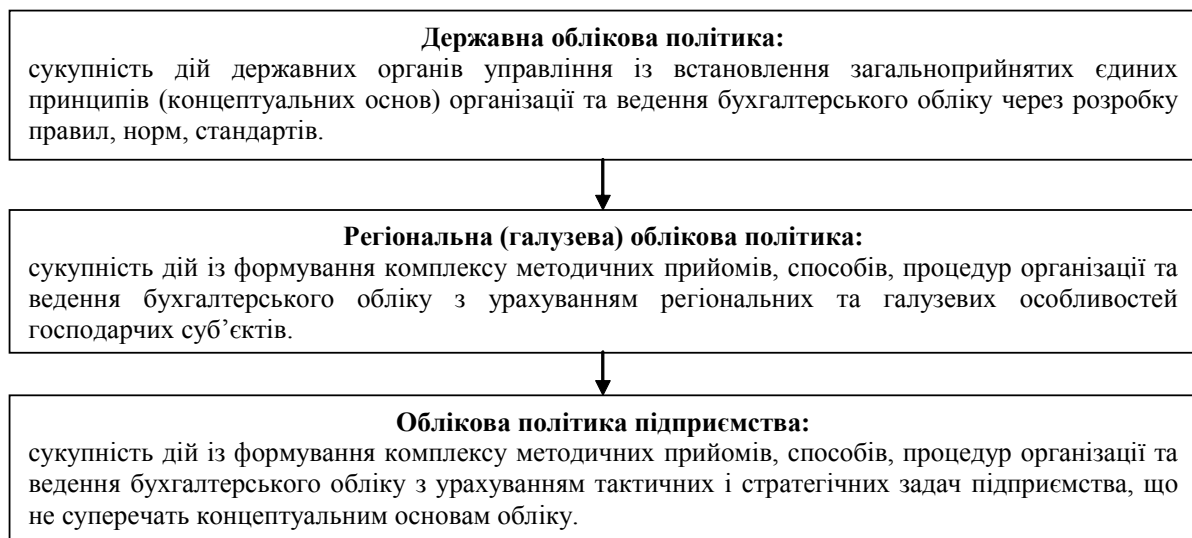 Державна облікова політика:
сукупність дій державних органів управління із встановлення загальноприйнятих єдиних
принципів (концептуальних основ) організації та ведення бухгалтерського обліку через розробку
правил, норм, стандартів.
Регіональна (галузева) облікова політика:
сукупність дій із формування комплексу методичних прийомів, способів, процедур організації та
ведення бухгалтерського обліку з урахуванням регіональних та галузевих особливостей
господарчих суб’єктів.
Облікова політика підприємства:
сукупність дій із формування комплексу методичних прийомів, способів, процедур організації та
ведення бухгалтерського обліку з урахуванням тактичних і стратегічних задач підприємства, що
не суперечать концептуальним основам обліку.